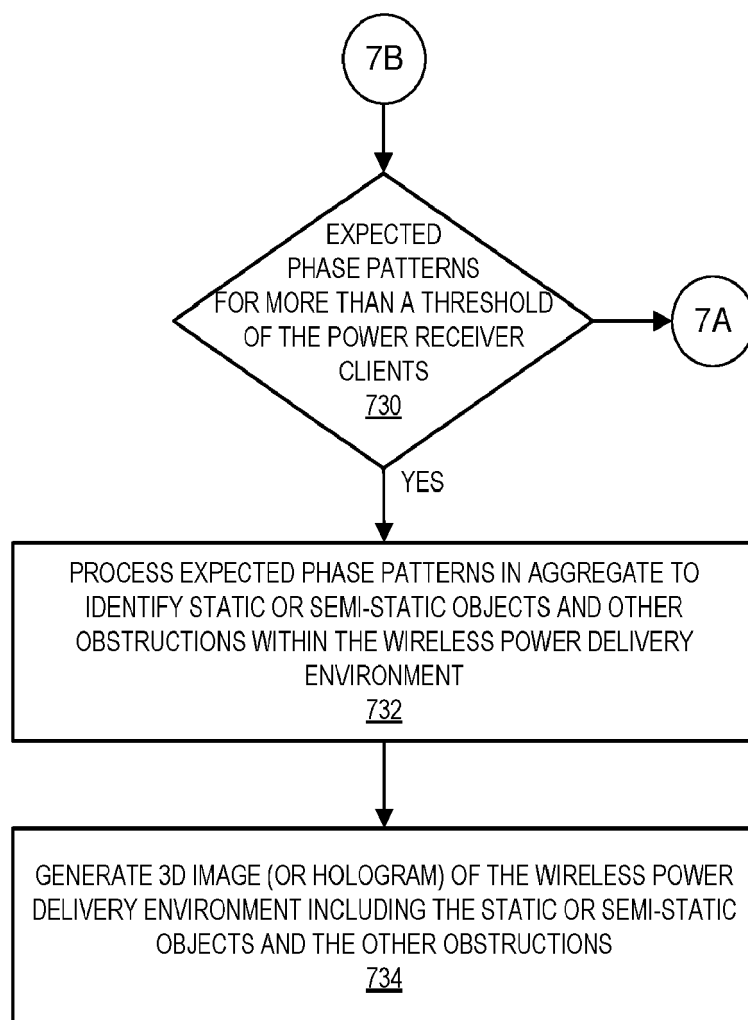 7B
EXPECTED
PHASE PATTERNS
FOR MORE THAN A THRESHOLD
OF THE POWER RECEIVER
CLIENTS
730
7A
YES
PROCESS EXPECTED PHASE PATTERNS IN AGGREGATE TO
IDENTIFY STATIC OR SEMI-STATIC OBJECTS AND OTHER
OBSTRUCTIONS WITHIN THE WIRELESS POWER DELIVERY
ENVIRONMENT
732
GENERATE 3D IMAGE (OR HOLOGRAM) OF THE WIRELESS POWER
DELIVERY ENVIRONMENT INCLUDING THE STATIC OR SEMI-STATIC
OBJECTS AND THE OTHER OBSTRUCTIONS
734